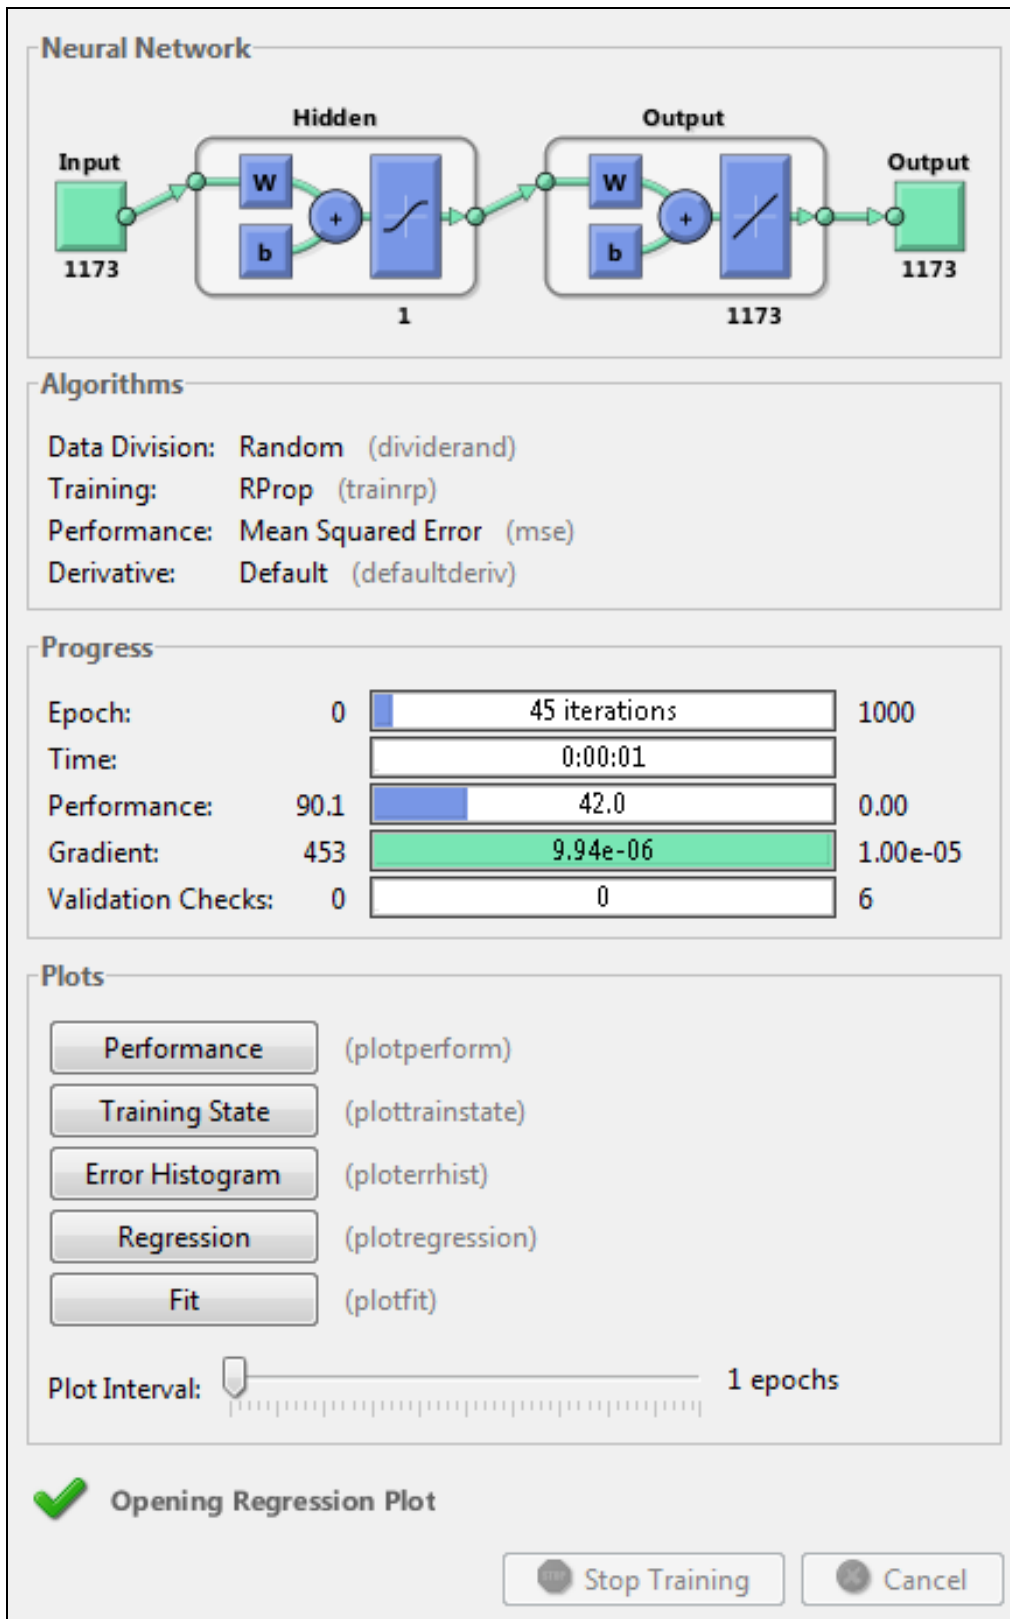 Neural Network
Hidden
Output
Input
Output
W
W
+
+
b
b
1173
1173
1
1173
Algorithms
Data Division: Random (dividerand)
Training: RProp (trainrp)
Performance: Mean Squared Error (mse)
Derivative: Default (defaultderiv)
Progress
Epoch: 0 45 iterations 1000
Time: 0:00:01
Performance: 90.1 42.0 0.00
Gradient: 453 9.94e-06 1.00e-05
Validation Checks: 0 0 6
Plots
Performance (plotperform)
Training State (plottrainstate)
Error Histogram (ploterrhist)
Regression (plotregression)
Fit (plotfit)
Plot Interval: 1 epochs
Opening Regression Plot
STOP Stop Training Cancel